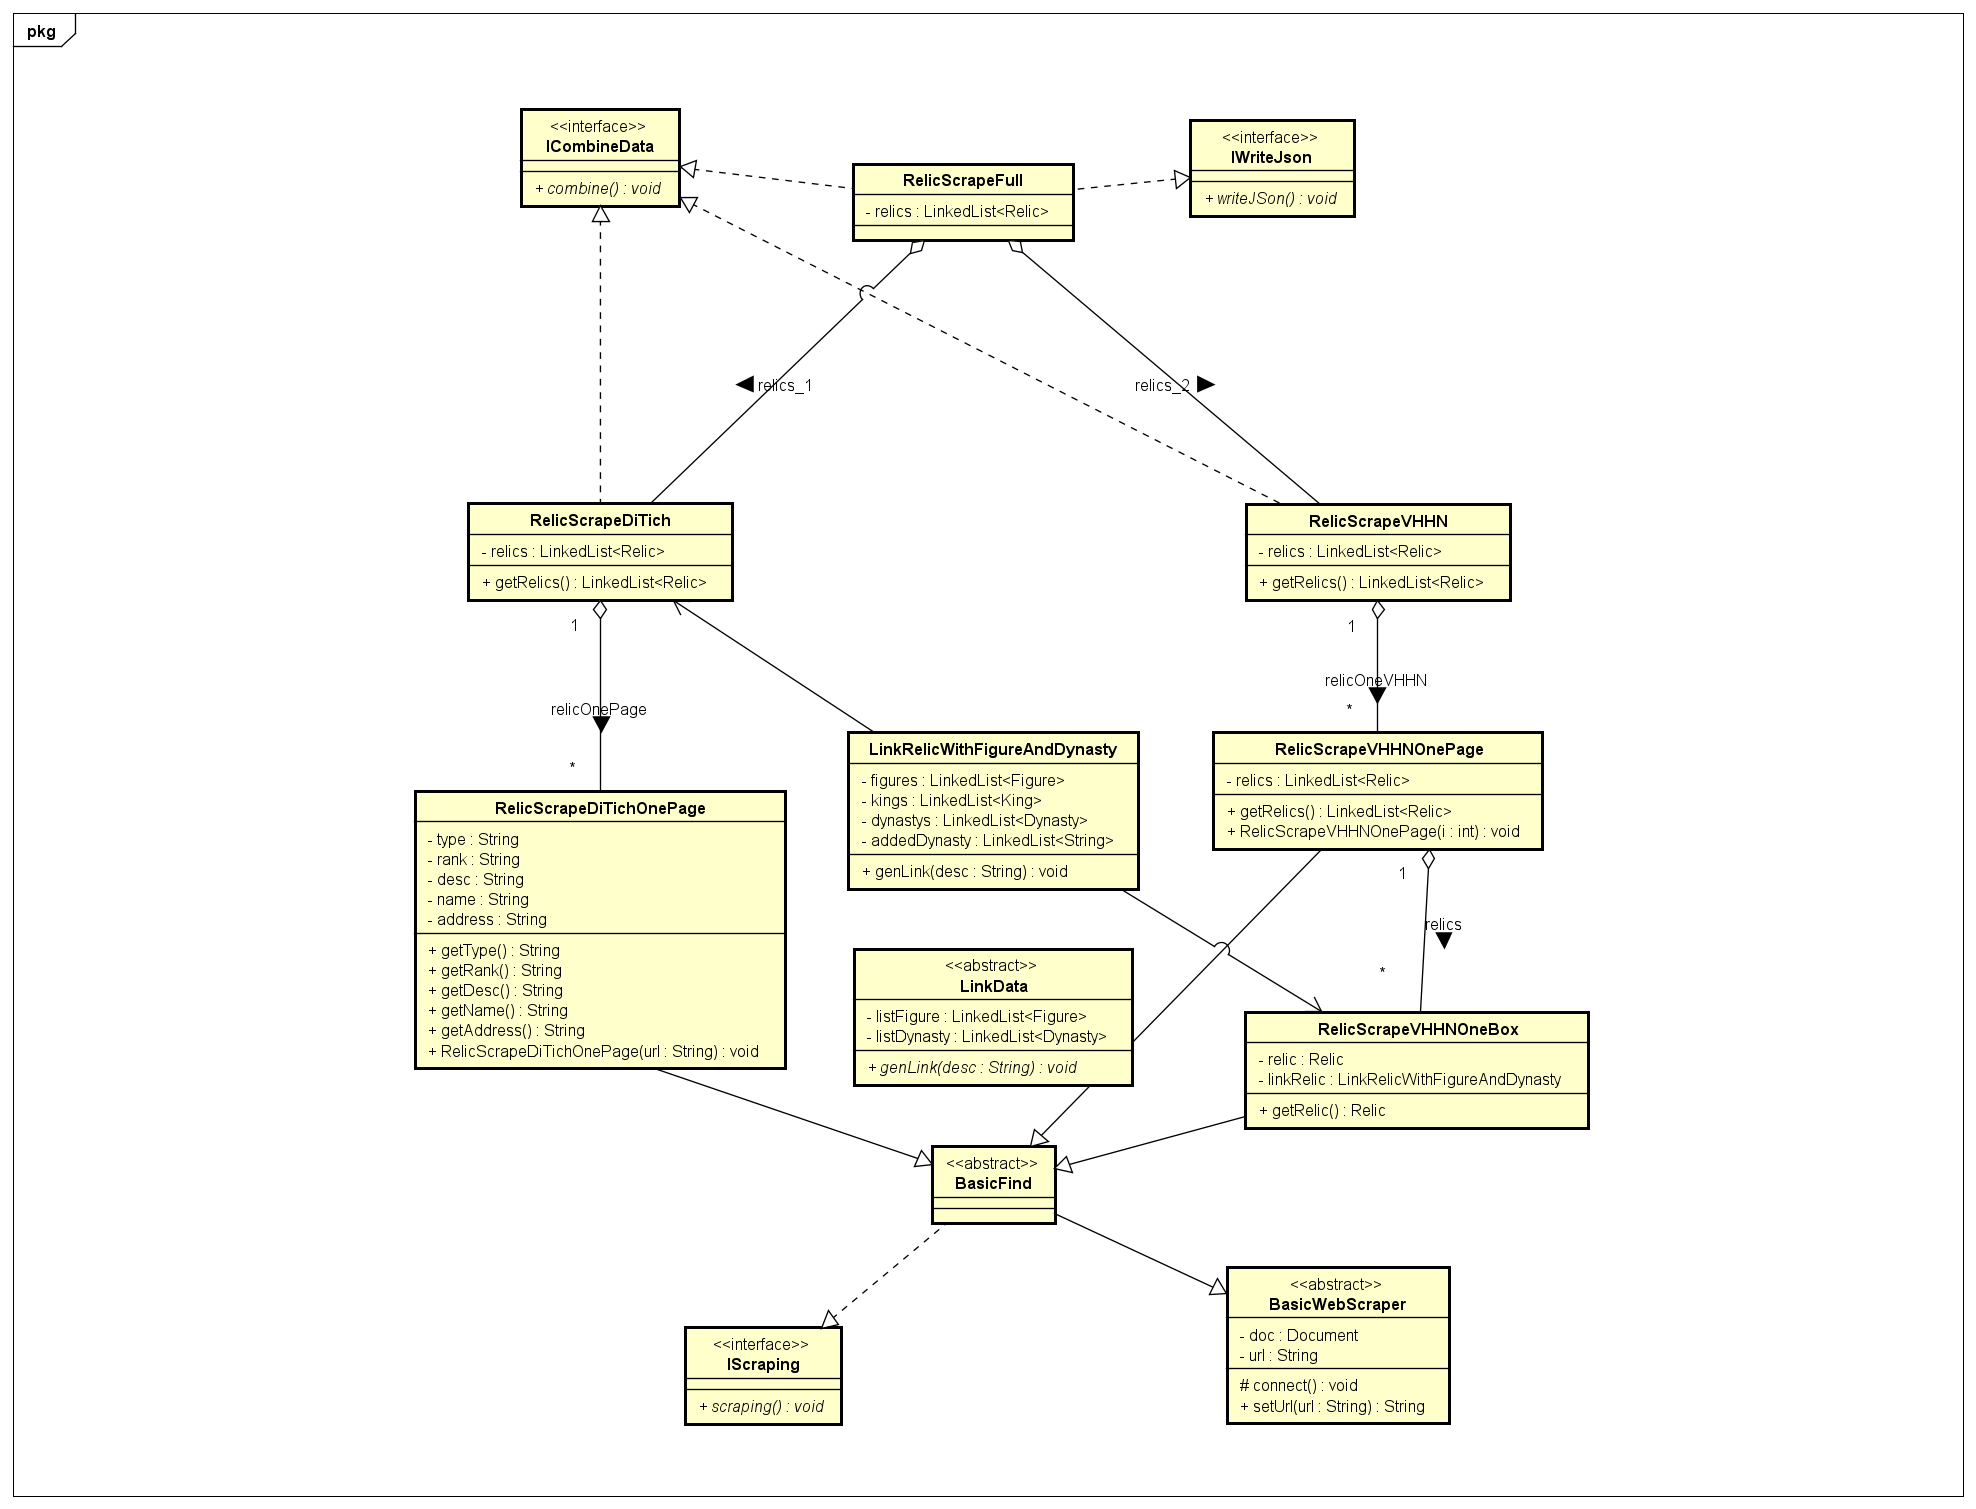 pkg
<<interface>>
ICombineData
+ combine() : void
<<interface>>
IWriteJson
+ writeJSon() : void
RelicScrapeFull
- relics : LinkedList<Relic>
relics_1
relics_2
RelicScrapeDiTich
- relics : LinkedList<Relic>
+ getRelics() : LinkedList<Relic>
1
relicOnePage
*
RelicScrapeVHHN
- relics : LinkedList<Relic>
+ getRelics() : LinkedList<Relic>
1
relicOneVHHN
*
LinkRelicWithFigureAndDynasty
- figures : LinkedList<Figure>
- kings : LinkedList<King>
- dynastys : LinkedList<Dynasty>
- addedDynasty : LinkedList<String>
+ genLink(desc : String) : void
RelicScrapeVHHNOnePage
- relics : LinkedList<Relic>
+ getRelics() : LinkedList<Relic>
+ RelicScrapeVHHNOnePage(i : int) : void
1
relics
*
RelicScrapeDiTichOnePage
- type : String
- rank : String
- desc : String
- name : String
- address : String
+ getType() : String
+ getRank() : String
+ getDesc() : String
+ getName() : String
+ getAddress() : String
+ RelicScrapeDiTichOnePage(url : String) : void
<<abstract>>
LinkData
- listFigure : LinkedList<Figure>
- listDynasty : LinkedList<Dynasty>
+ genLink(desc : String) : void
RelicScrapeVHHNOneBox
- relic : Relic
- linkRelic : LinkRelicWithFigureAndDynasty
+ getRelic() : Relic
<<abstract>>
BasicFind
<<abstract>>
BasicWebScraper
- doc : Document
- url : String
# connect() : void
+ setUrl(url : String) : String
<<interface>>
IScraping
+ scraping() : void